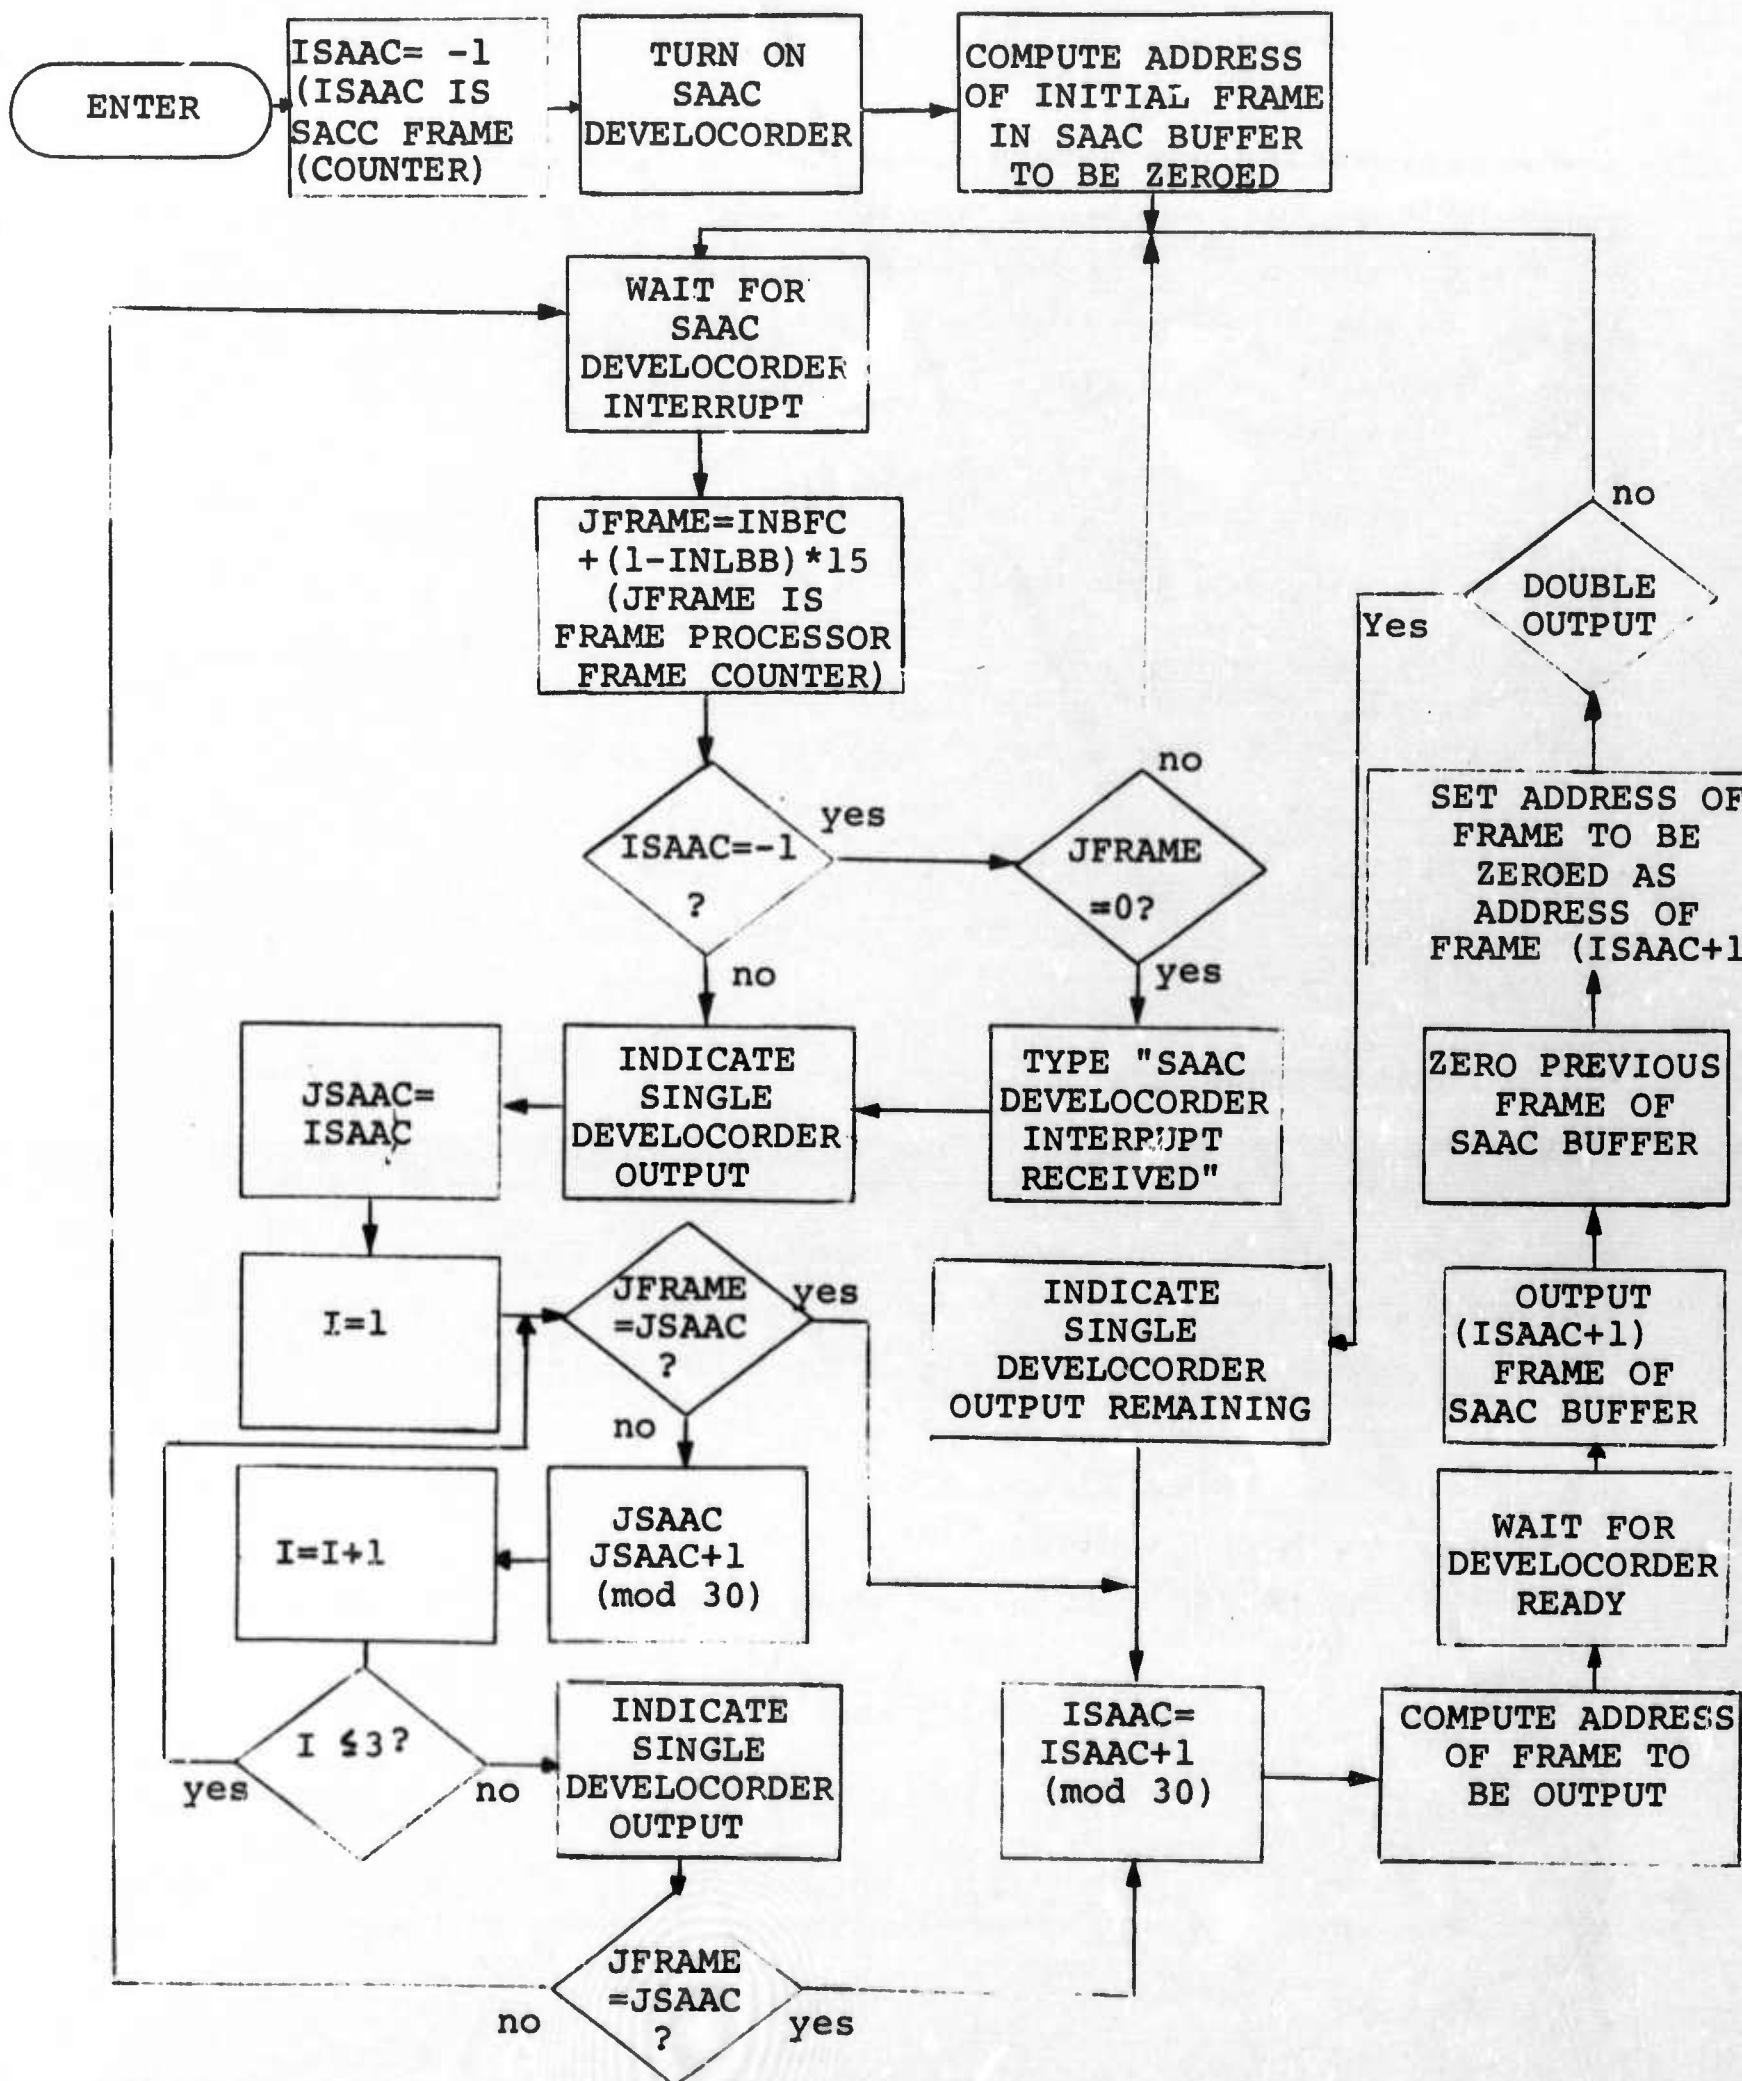 ENTER
ISAAC= -1
(ISAAC IS
SACC FRAME
(COUNTER)
TURN ON
SAAC
DEVELOCORDER
COMPUTE ADDRESS
OF INITIAL FRAME
IN SAAC BUFFER
TO BE ZEROED
WAIT FOR
SAAC
DEVELOCORDER
INTERRUPT
JFRAME=INBFC
+(1-INLBB)*15
(JFRAME IS
FRAME PROCESSOR
FRAME COUNTER)
ISAAC=-1
?
yes
no
JFRAME
=0?
no
yes
TYPE "SAAC
DEVELOCORDER
INTERRUPT
RECEIVED"
INDICATE
SINGLE
DEVELOCORDER
OUTPUT
JSAAC=
ISAAC
I=1
JFRAME
=JSAAC
?
yes
no
JSAAC
JSAAC+1
(mod 30)
I=I+1
I ≦3?
yes
no
INDICATE
SINGLE
DEVELOCORDER
OUTPUT
JFRAME
=JSAAC
?
no
yes
INDICATE
SINGLE
DEVELOCORDER
OUTPUT REMAINING
ISAAC=
ISAAC+1
(mod 30)
COMPUTE ADDRESS
OF FRAME TO
BE OUTPUT
WAIT FOR
DEVELOCORDER
READY
OUTPUT
(ISAAC+1)
FRAME OF
SAAC BUFFER
ZERO PREVIOUS
FRAME OF
SAAC BUFFER
SET ADDRESS OF
FRAME TO BE
ZEROED AS
ADDRESS OF
FRAME (ISAAC+1
DOUBLE
OUTPUT
no
Yes